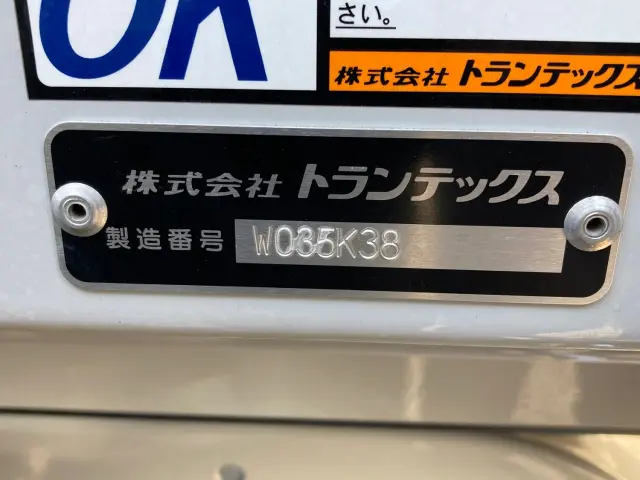 OK
さい。
株式会社 トランテックス
株式会社 トランテックス
製造番号 W035K38